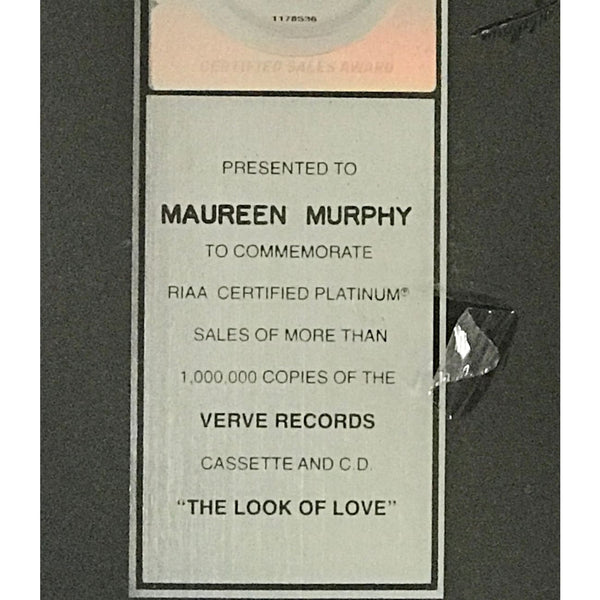 1178536
CERTIFIED SALES AWARD
PRESENTED TO
MAUREEN MURPHY
TO COMMEMORATE
RIAA CERTIFIED PLATINUM®
SALES OF MORE THAN
1,000,000 COPIES OF THE
VERVE RECORDS
CASSETTE AND C.D.
“THE LOOK OF LOVE”